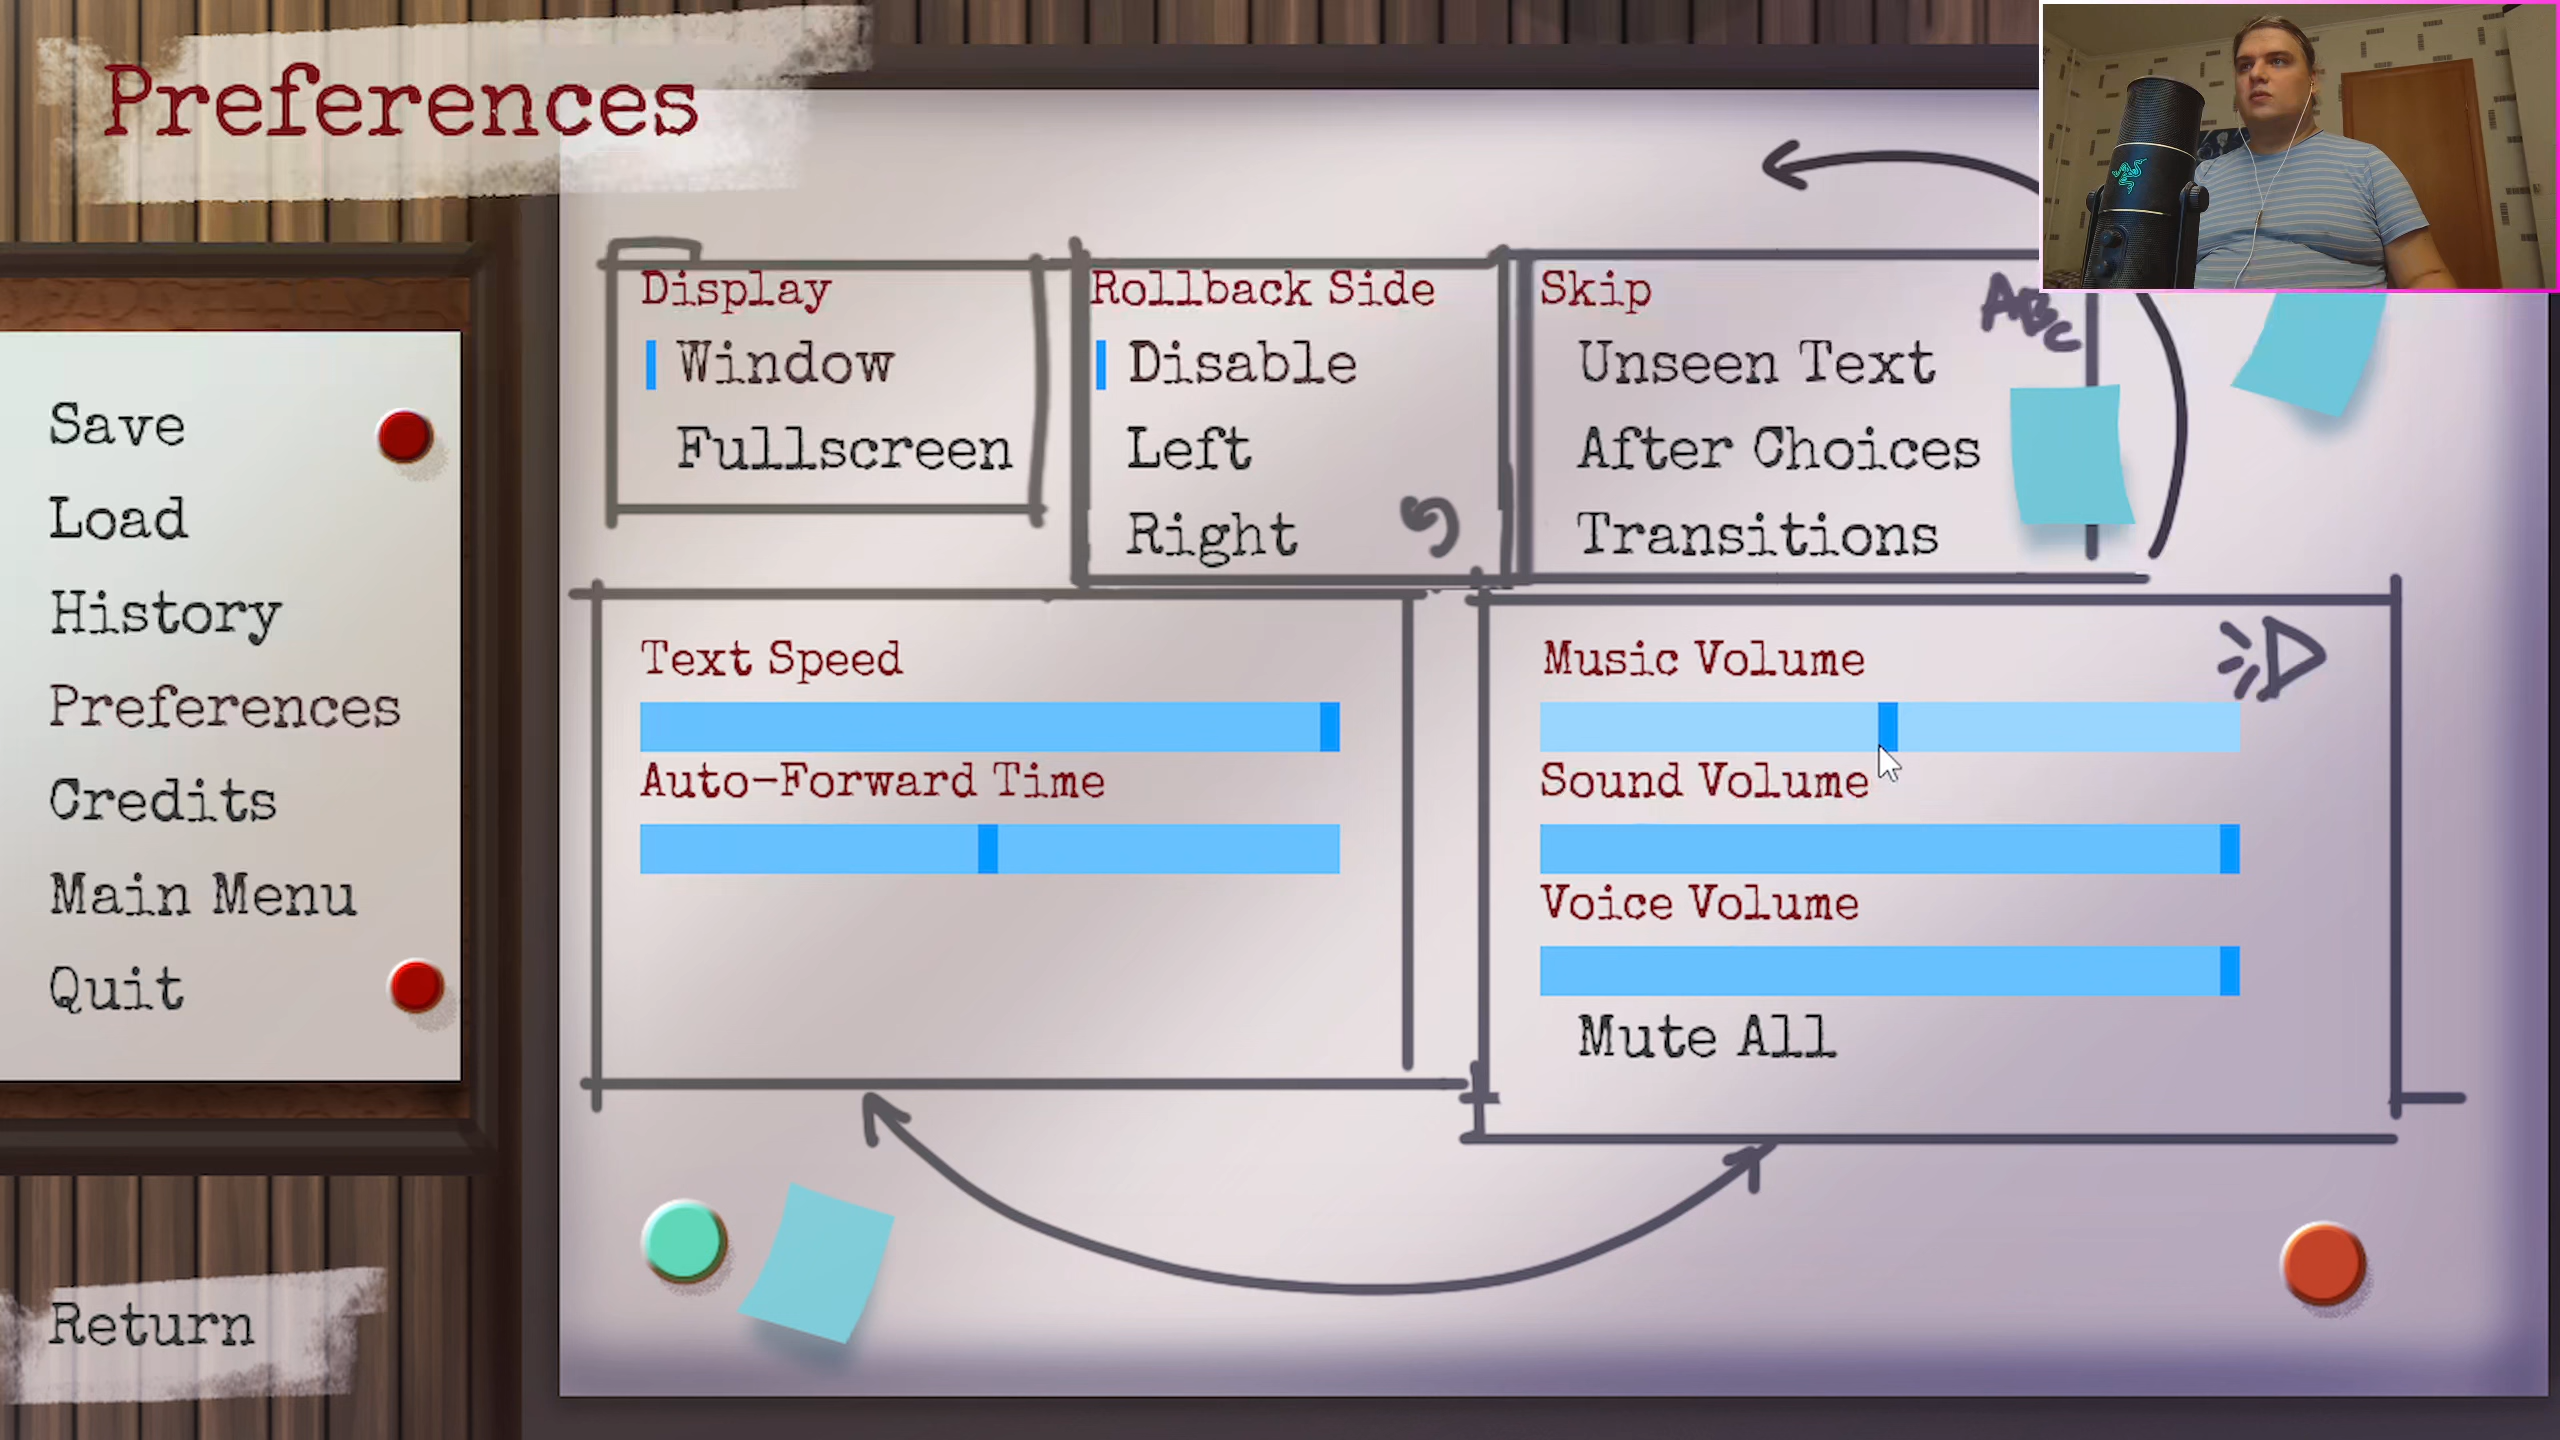 Preferences
Save
Load
History
Preferences
Credits
Main Menu
Quit
Return
Display
Window
Fullscreen
Rollback Side
Disable
Left
Right
Skip
Unseen Text
After Choices
Transitions
ABC
Text Speed
Auto-Forward Time
Music Volume
Sound Volume
Voice Volume
Mute All